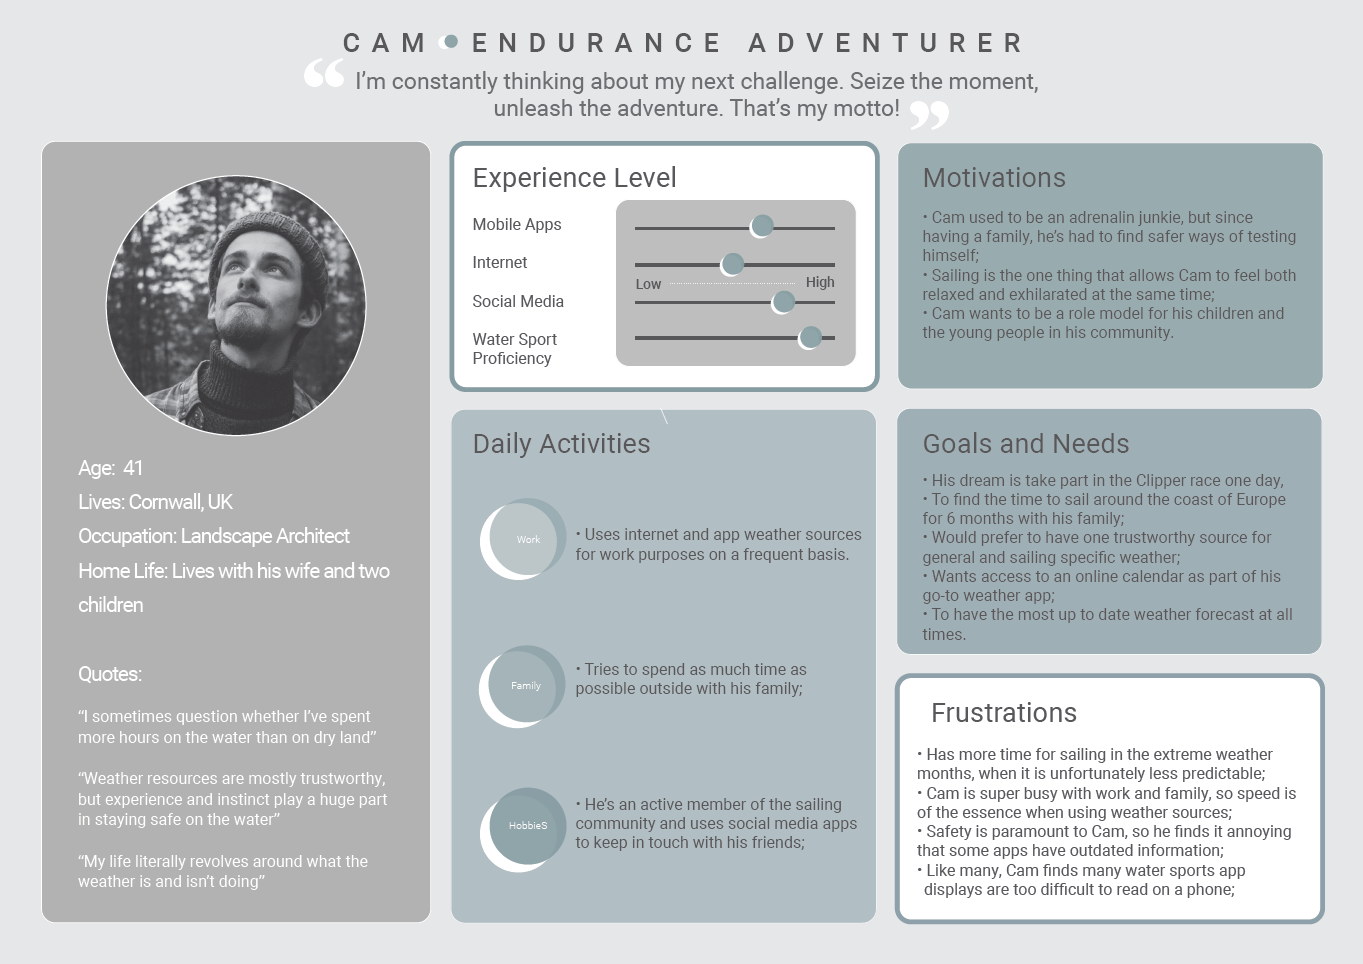 CAM ENDURANCE ADVENTURER
“ I’m constantly thinking about my next challenge. Seize the moment,
unleash the adventure. That’s my motto! ”
Age: 41
Lives: Cornwall, UK
Occupation: Landscape Architect
Home Life: Lives with his wife and two
children
Quotes:
“I sometimes question whether I’ve spent
more hours on the water than on dry land”
“Weather resources are mostly trustworthy,
but experience and instinct play a huge part
in staying safe on the water”
“My life literally revolves around what the
weather is and isn’t doing”
Experience Level
Mobile Apps
Internet
Social Media
Water Sport
Proficiency
Low
High
Daily Activities
Work
• Uses internet and app weather sources
for work purposes on a frequent basis.
Family
• Tries to spend as much time as
possible outside with his family;
HobbieS
• He’s an active member of the sailing
community and uses social media apps
to keep in touch with his friends;
Motivations
• Cam used to be an adrenalin junkie, but since
having a family, he’s had to find safer ways of testing
himself;
• Sailing is the one thing that allows Cam to feel both
relaxed and exhilarated at the same time;
• Cam wants to be a role model for his children and
the young people in his community.
Goals and Needs
• His dream is take part in the Clipper race one day,
• To find the time to sail around the coast of Europe
for 6 months with his family;
• Would prefer to have one trustworthy source for
general and sailing specific weather;
• Wants access to an online calendar as part of his
go-to weather app;
• To have the most up to date weather forecast at all
times.
Frustrations
• Has more time for sailing in the extreme weather
months, when it is unfortunately less predictable;
• Cam is super busy with work and family, so speed is
of the essence when using weather sources;
• Safety is paramount to Cam, so he finds it annoying
that some apps have outdated information;
• Like many, Cam finds many water sports app
displays are too difficult to read on a phone;